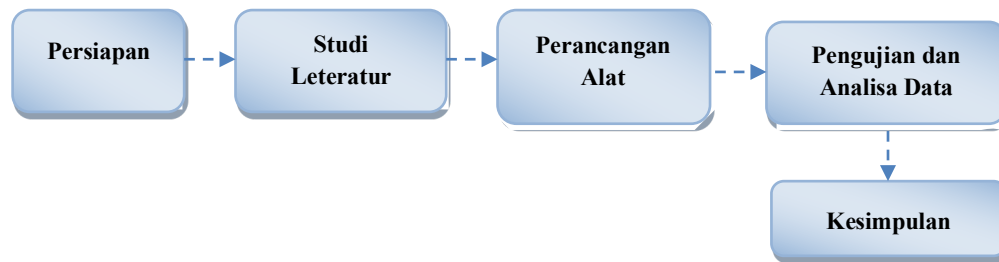 Persiapan
Studi
Leteratur
Perancangan
Alat
Pengujian dan
Analisa Data
Kesimpulan